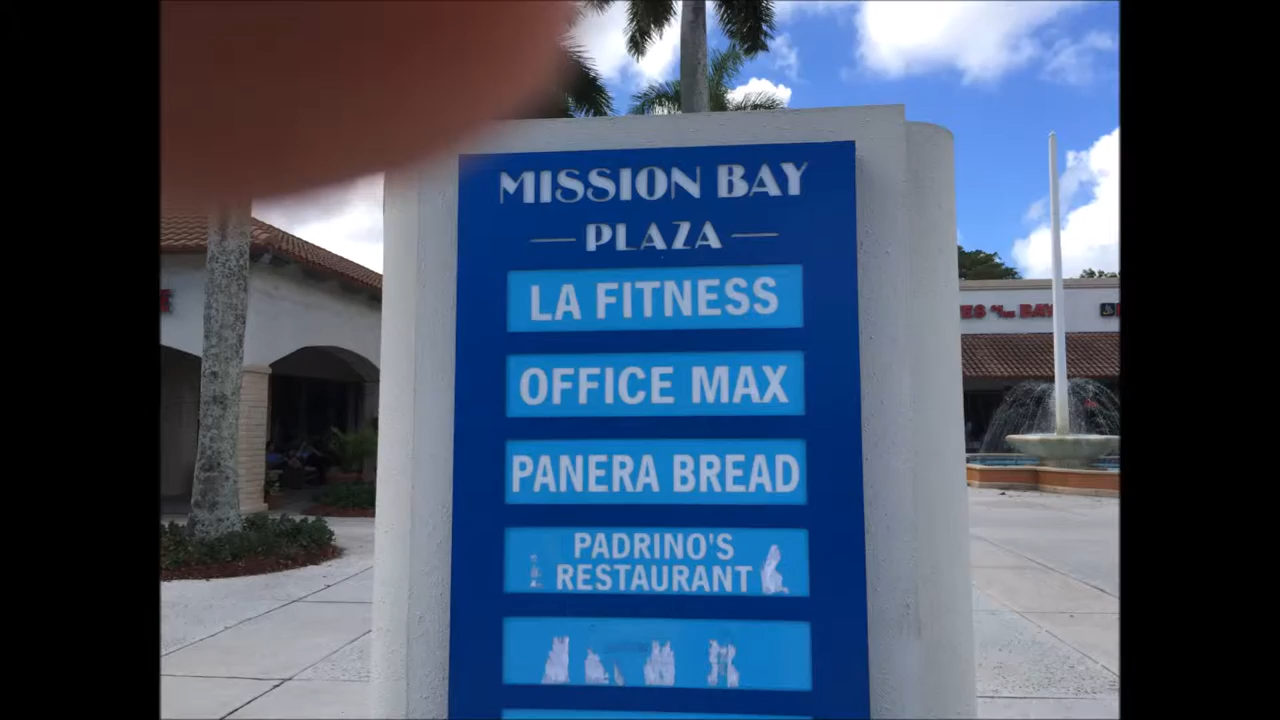 MISSION BAY
PLAZA
LA FITNESS
OFFICE MAX
PANERA BREAD
PADRINO'S
RESTAURANT